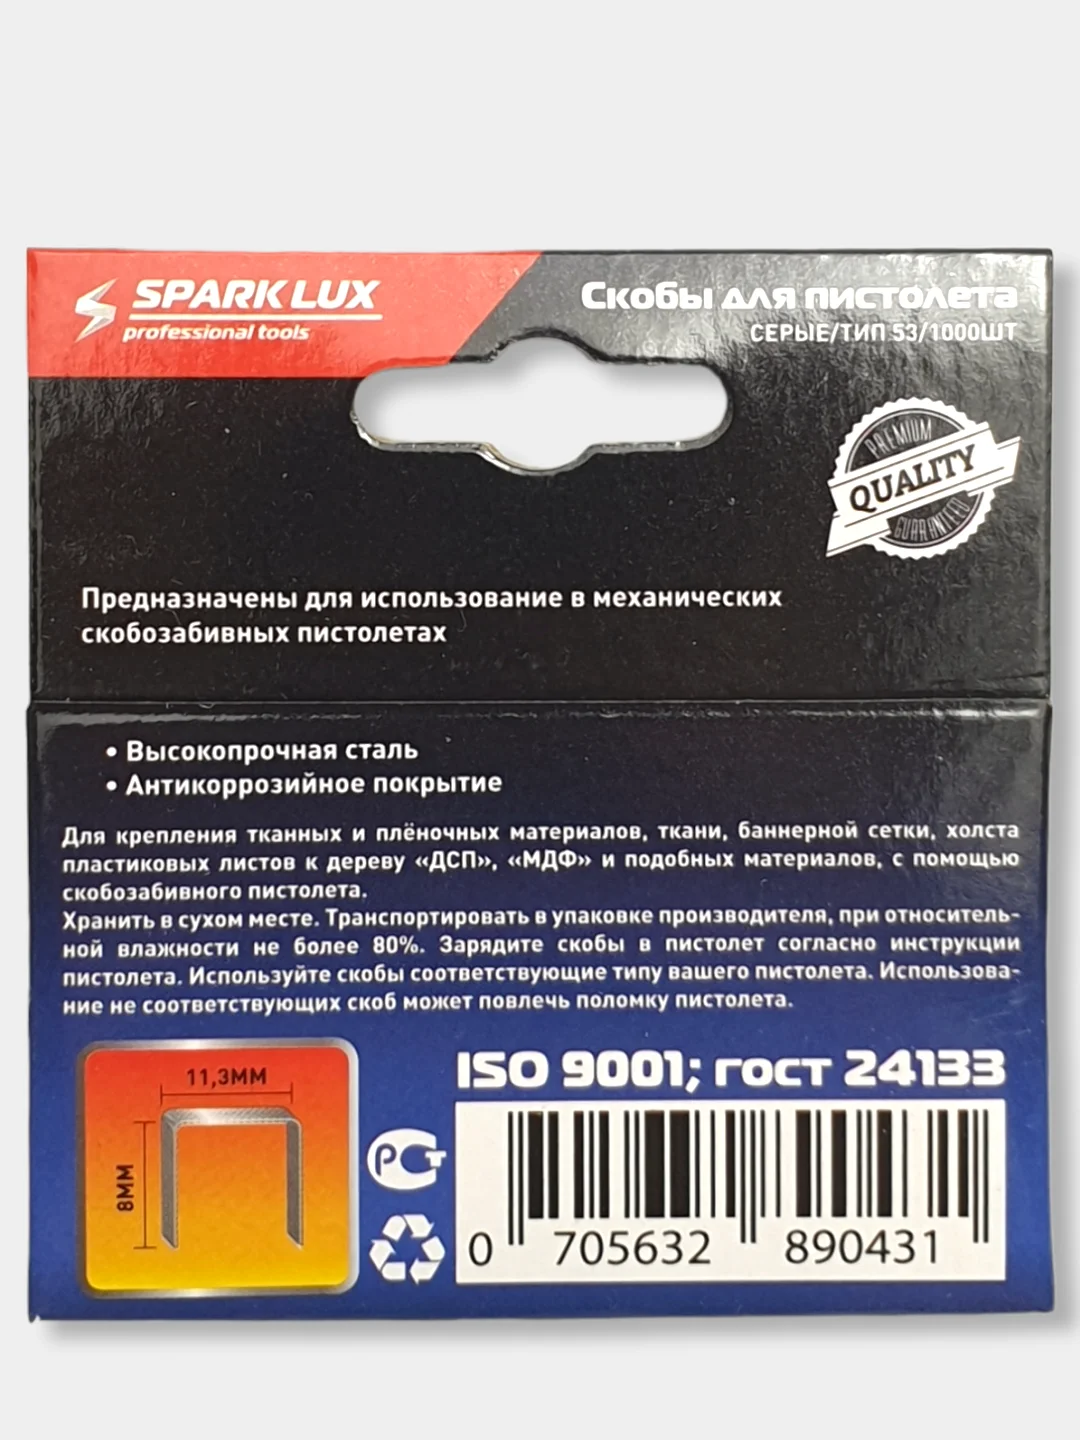 SPARK LUX
professional tools
Скобы для пистолета
СЕРЫЕ/ТИП 53/1000ШТ
PREMIUM
QUALITY
GUARANTEED
Предназначены для использование в механических
скобозабивных пистолетах
• Высокопрочная сталь
• Антикоррозийное покрытие
Для крепления тканных и плёночных материалов, ткани, баннерной сетки, холста
пластиковых листов к дереву «ДСП», «МДФ» и подобных материалов, с помощью
скобозабивного пистолета.
Хранить в сухом месте. Транспортировать в упаковке производителя, при относитель-
ной влажности не более 80%. Зарядите скобы в пистолет согласно инструкции
пистолета. Используйте скобы соответствующие типу вашего пистолета. Использова-
ние не соответствующих скоб может повлечь поломку пистолета.
11,3ММ
8ММ
ISO 9001; гост 24133
РСТ
0 705632 890431